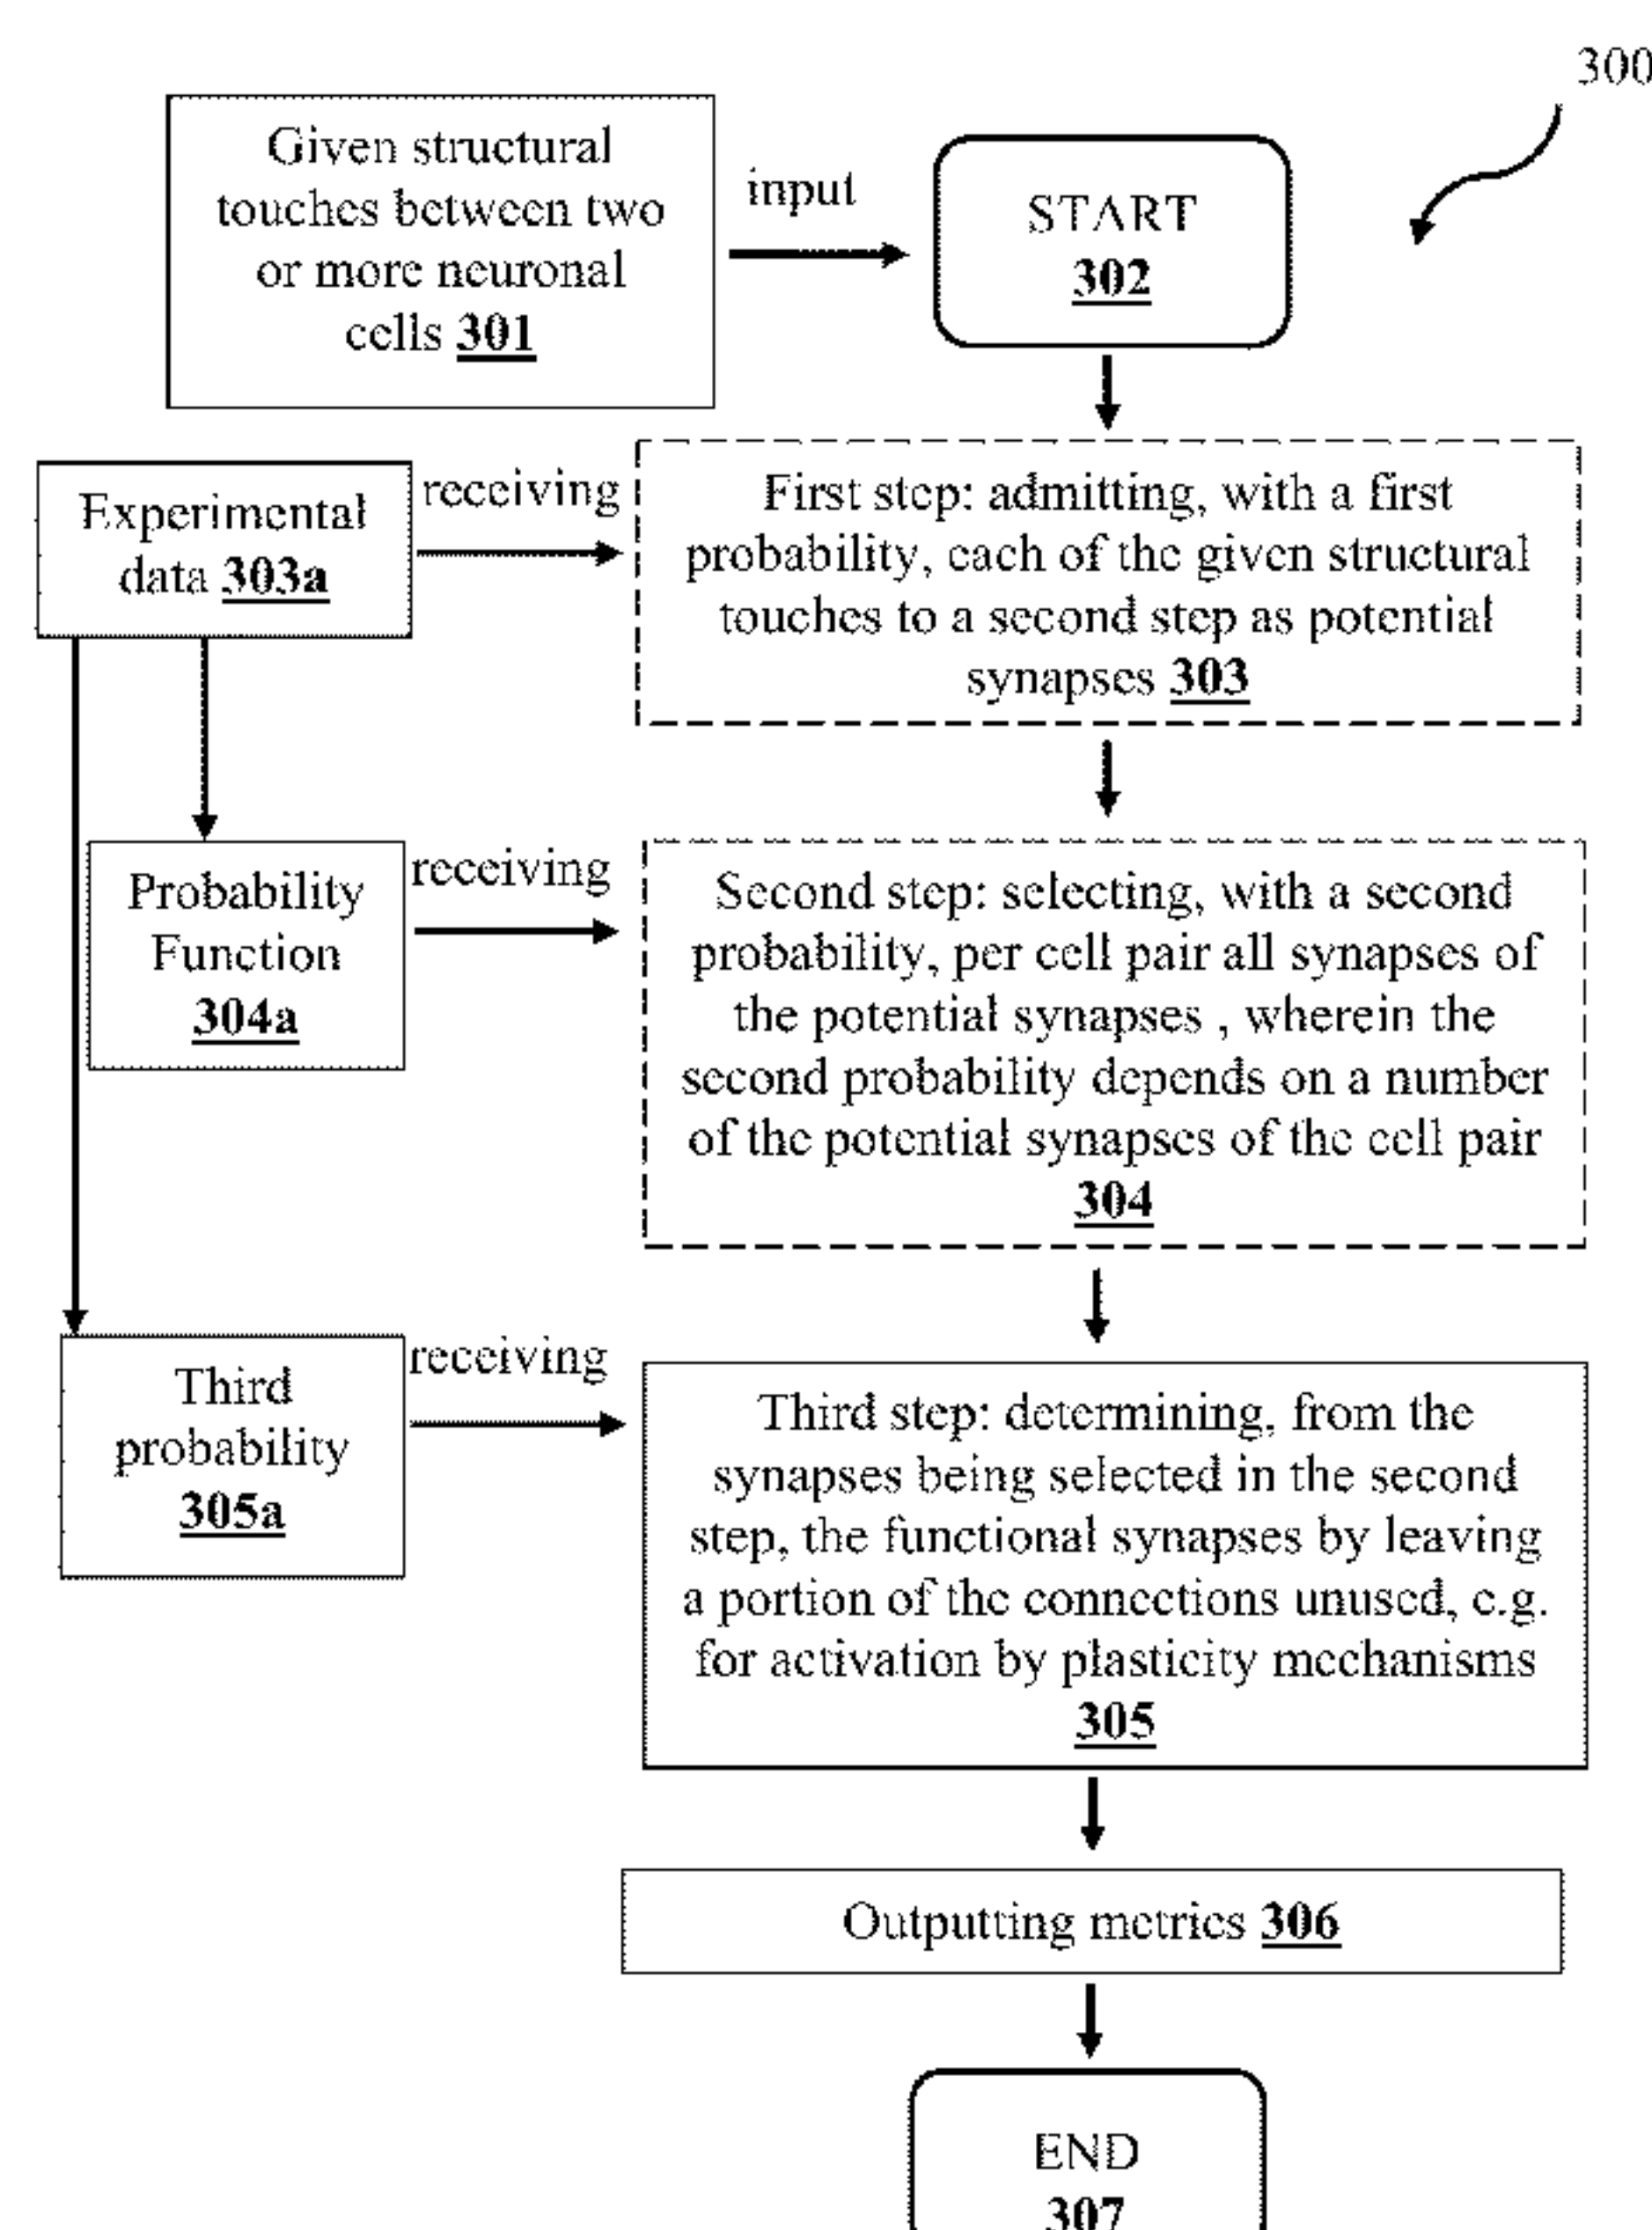 300
Given structural
touches between two
or more neuronal
cells 301
input
START
302
Experimental
data 303a
receiving
First step: admitting, with a first
probability, each of the given structural
touches to a second step as potential
synapses 303
Probability
Function
304a
receiving
Second step: selecting, with a second
probability, per cell pair all synapses of
the potential synapses , wherein the
second probability depends on a number
of the potential synapses of the cell pair
304
Third
probability
305a
receiving
Third step: determining, from the
synapses being selected in the second
step, the functional synapses by leaving
a portion of the connections unused, e.g.
for activation by plasticity mechanisms
305
Outputting metrics 306
END
307